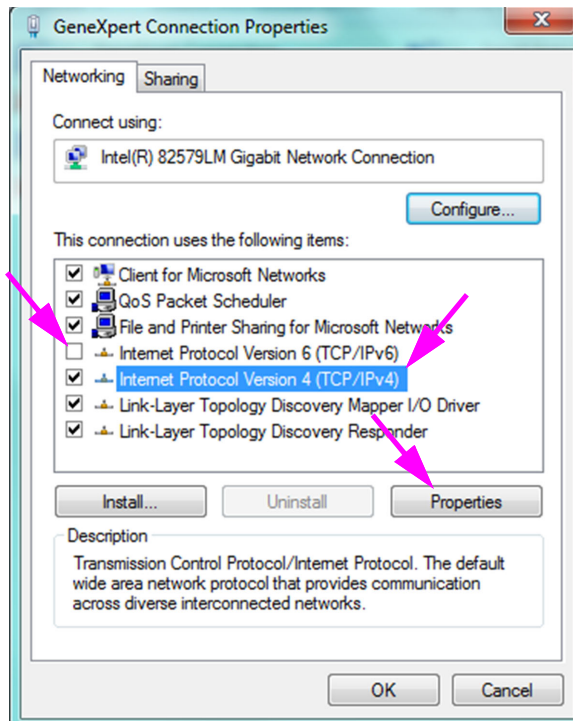 GeneXpert Connection Properties
Networking
Sharing
Connect using:
Intel(R) 82579LM Gigabit Network Connection
Configure...
This connection uses the following items:
Client for Microsoft Networks
QoS Packet Scheduler
File and Printer Sharing for Microsoft Networks
Internet Protocol Version 6 (TCP/IPv6)
Internet Protocol Version 4 (TCP/IPv4)
Link-Layer Topology Discovery Mapper I/O Driver
Link-Layer Topology Discovery Responder
Install...
Uninstall
Properties
Description
Transmission Control Protocol/Internet Protocol. The default
wide area network protocol that provides communication
across diverse interconnected networks.
OK
Cancel